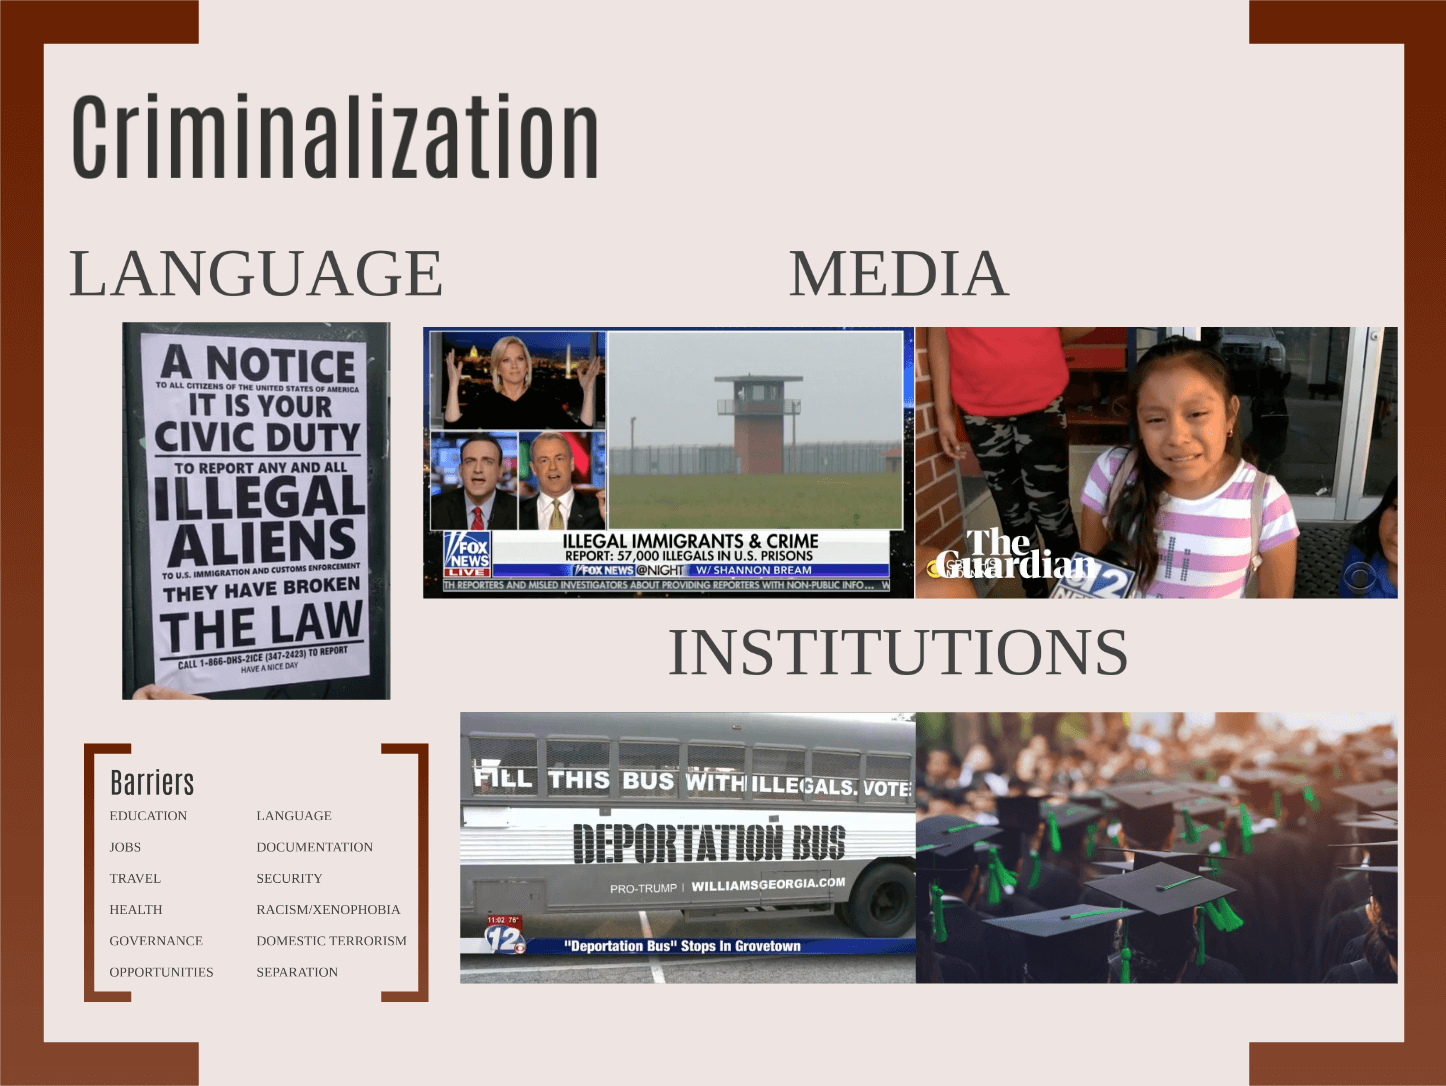 Criminalization
LANGUAGE
MEDIA
A NOTICE
TO ALL CITIZENS OF THE UNITED STATES OF AMERICA
IT IS YOUR
CIVIC DUTY
TO REPORT ANY AND ALL
ILLEGAL
ALIENS
TO U.S. IMMIGRATION AND CUSTOMS ENFORCEMENT
THEY HAVE BROKEN
THE LAW
CALL 1-866-DHS-2ICE (347-2423) TO REPORT
HAVE A NICE DAY
FOX
NEWS
LIVE
ILLEGAL IMMIGRANTS & CRIME
REPORT: 57,000 ILLEGALS IN U.S. PRISONS
FOX NEWS @NIGHT W/ SHANNON BREAM
TH REPORTERS AND MISLED INVESTIGATORS ABOUT PROVIDING REPORTERS WITH NON-PUBLIC INFO... W
The
Guardian
12
INSTITUTIONS
FILL THIS BUS WITH ILLEGALS. VOTE
DEPORTATION BUS
PRO-TRUMP | WILLIAMSGEORGIA.COM
11:02 76°
12
"Deportation Bus" Stops In Grovetown
Barriers
EDUCATION
JOBS
TRAVEL
HEALTH
GOVERNANCE
OPPORTUNITIES
LANGUAGE
DOCUMENTATION
SECURITY
RACISM/XENOPHOBIA
DOMESTIC TERRORISM
SEPARATION